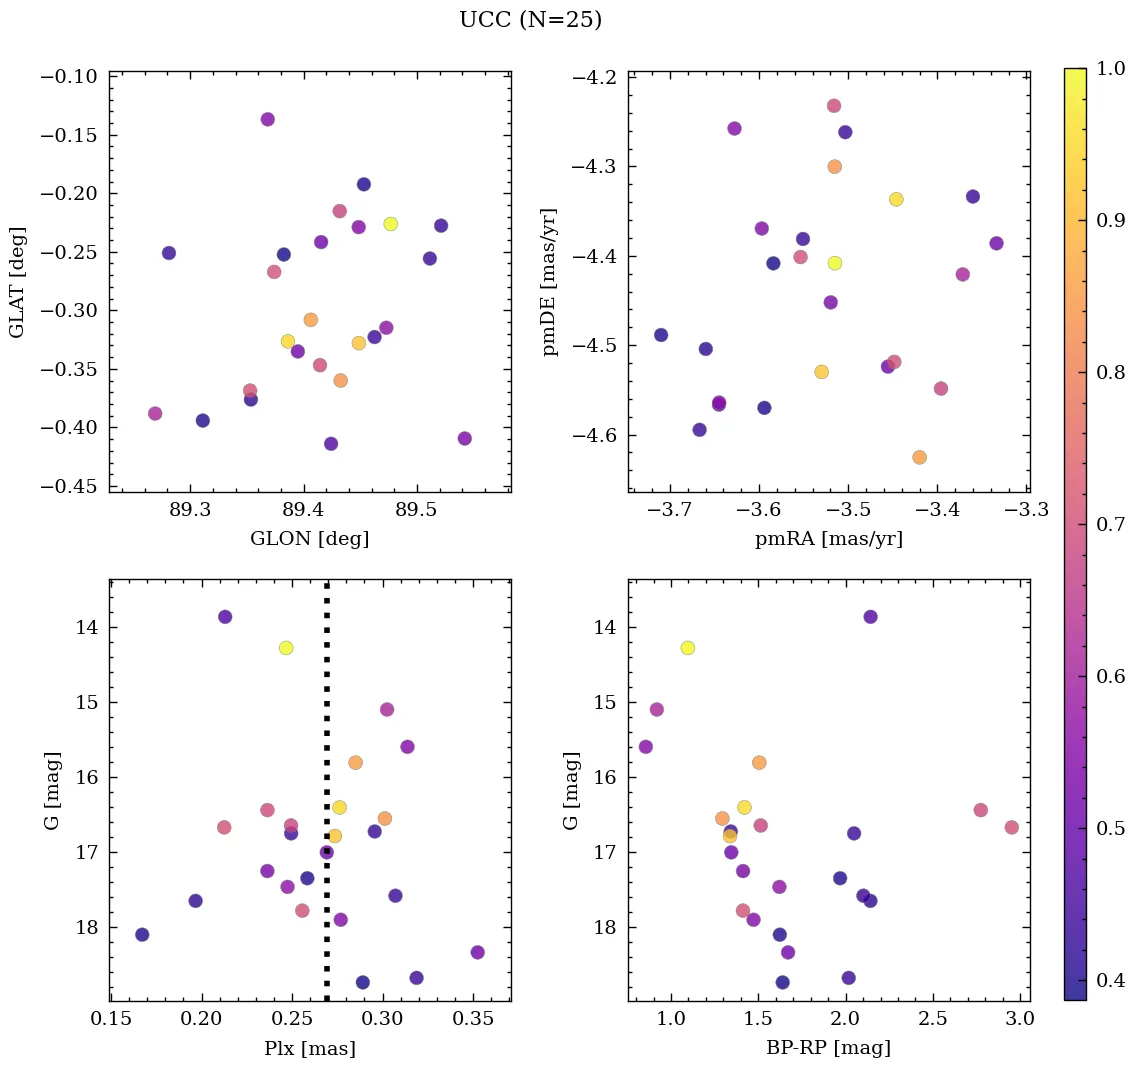 UCC (N=25)
−0.10
−0.15
−0.20
−0.25
−0.30
−0.35
−0.40
−0.45
GLAT [deg]
89.3 89.4 89.5
GLON [deg]
−4.2
−4.3
−4.4
−4.5
−4.6
pmDE [mas/yr]
−3.7 −3.6 −3.5 −3.4 −3.3
pmRA [mas/yr]
14
15
16
17
18
G [mag]
0.15 0.20 0.25 0.30 0.35
Plx [mas]
14
15
16
17
18
G [mag]
1.0 1.5 2.0 2.5 3.0
BP-RP [mag]
1.0
0.9
0.8
0.7
0.6
0.5
0.4